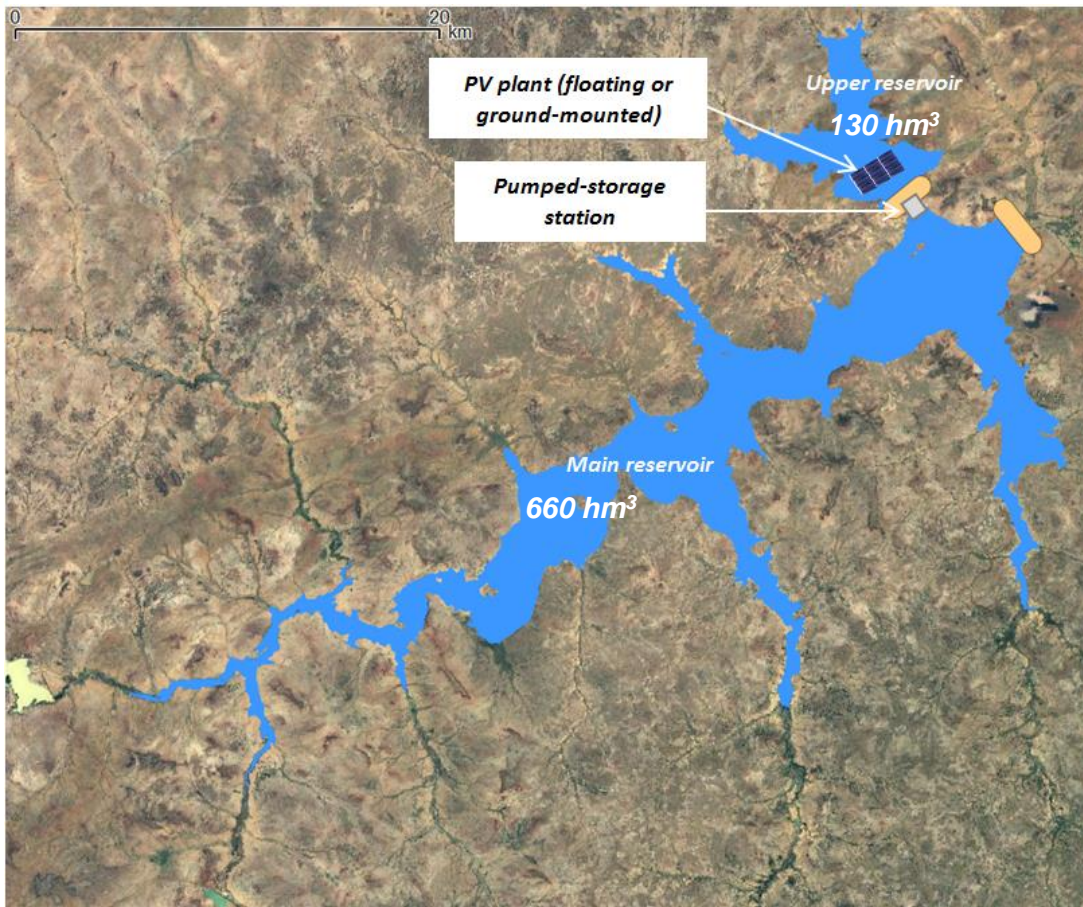 0 20
km
PV plant (floating or
ground-mounted)
Upper reservoir
130 hm³
Pumped-storage
station
Main reservoir
660 hm³